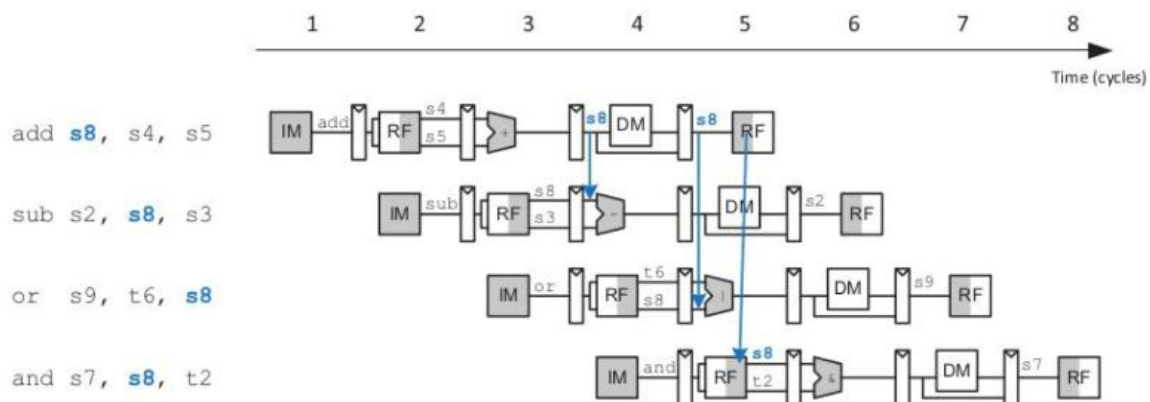 1 2 3 4 5 6 7 8
Time (cycles)
add s8, s4, s5
IM add RF s4 s5 + s8 DM s8 RF
sub s2, s8, s3
IM sub RF s8 s3 - DM s2 RF
or s9, t6, s8
IM or RF t6 s8 | DM s9 RF
and s7, s8, t2
IM and RF s8 t2 & DM s7 RF